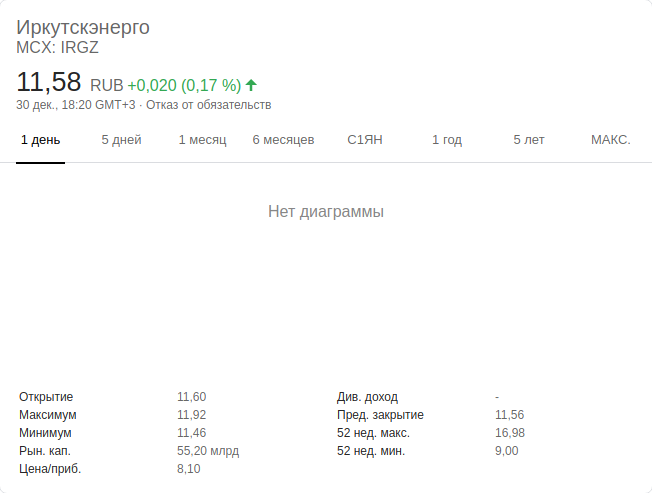 Иркутскэнерго
MCX: IRGZ
11,58 RUB +0,020 (0,17 %)
30 дек., 18:20 GMT+3 · Отказ от обязательств
1 день 5 дней 1 месяц 6 месяцев С1ЯН 1 год 5 лет МАКС.
Нет диаграммы
Открытие 11,60 Див. доход -
Максимум 11,92 Пред. закрытие 11,56
Минимум 11,46 52 нед. макс. 16,98
Рын. кап. 55,20 млрд 52 нед. мин. 9,00
Цена/приб. 8,10